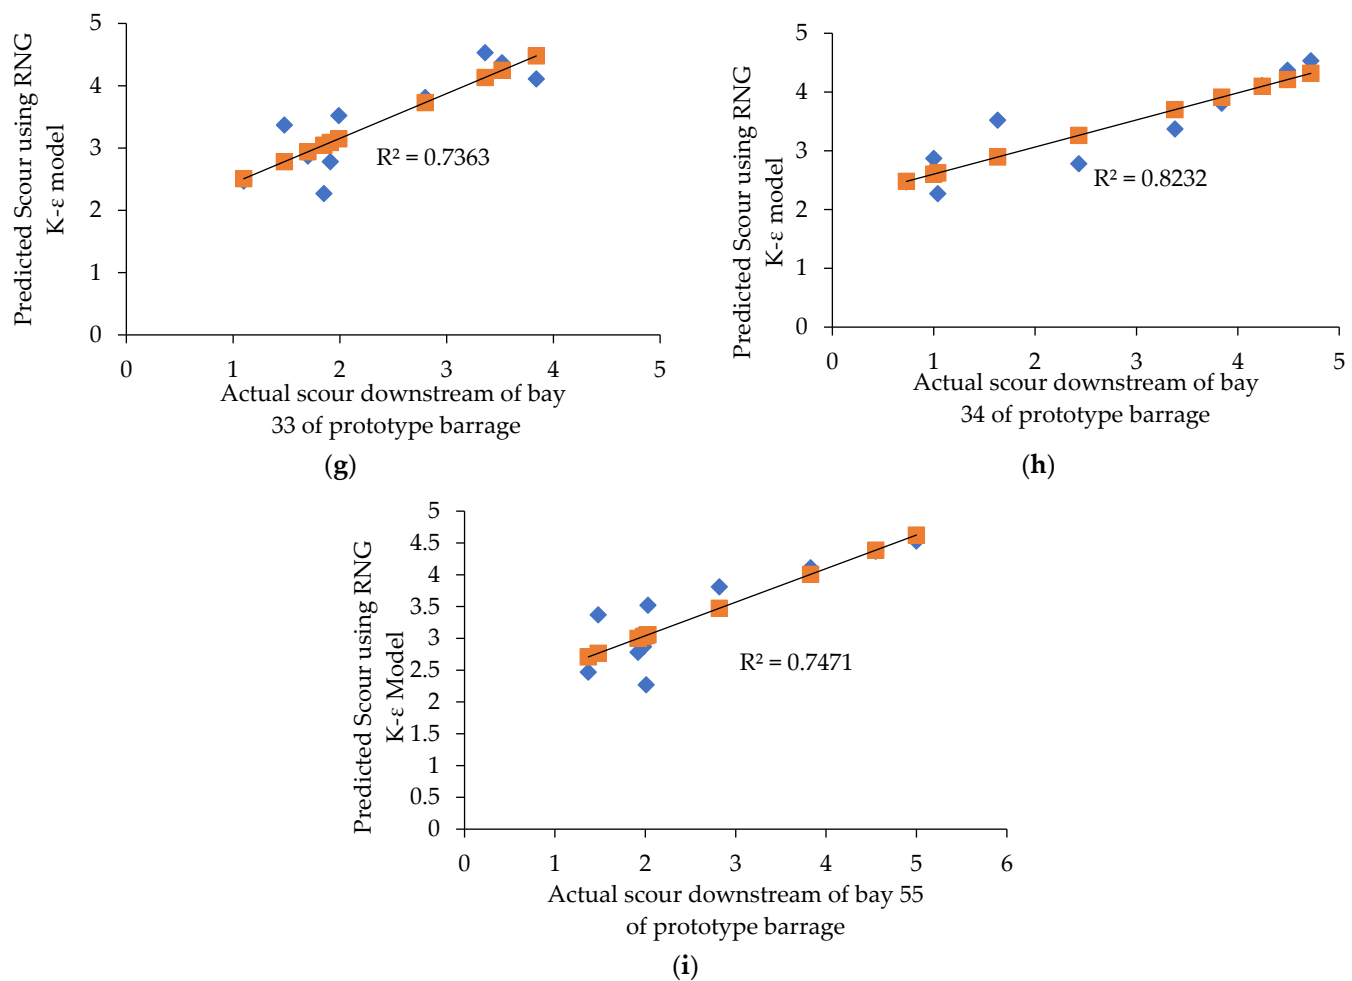 Predicted Scour using RNG
K-ε model
5
4
3
2
1
0
R² = 0.7363
0 1 2 3 4 5
Actual scour downstream of bay
33 of prototype barrage
(g)
Predicted Scour using RNG
K-ε model
5
4
3
2
1
0
R² = 0.8232
0 1 2 3 4 5
Actual scour downstream of bay
34 of prototype barrage
(h)
Predicted Scour using RNG
K-ε Model
5
4.5
4
3.5
3
2.5
2
1.5
1
0.5
0
R² = 0.7471
0 1 2 3 4 5 6
Actual scour downstream of bay 55
of prototype barrage
(i)